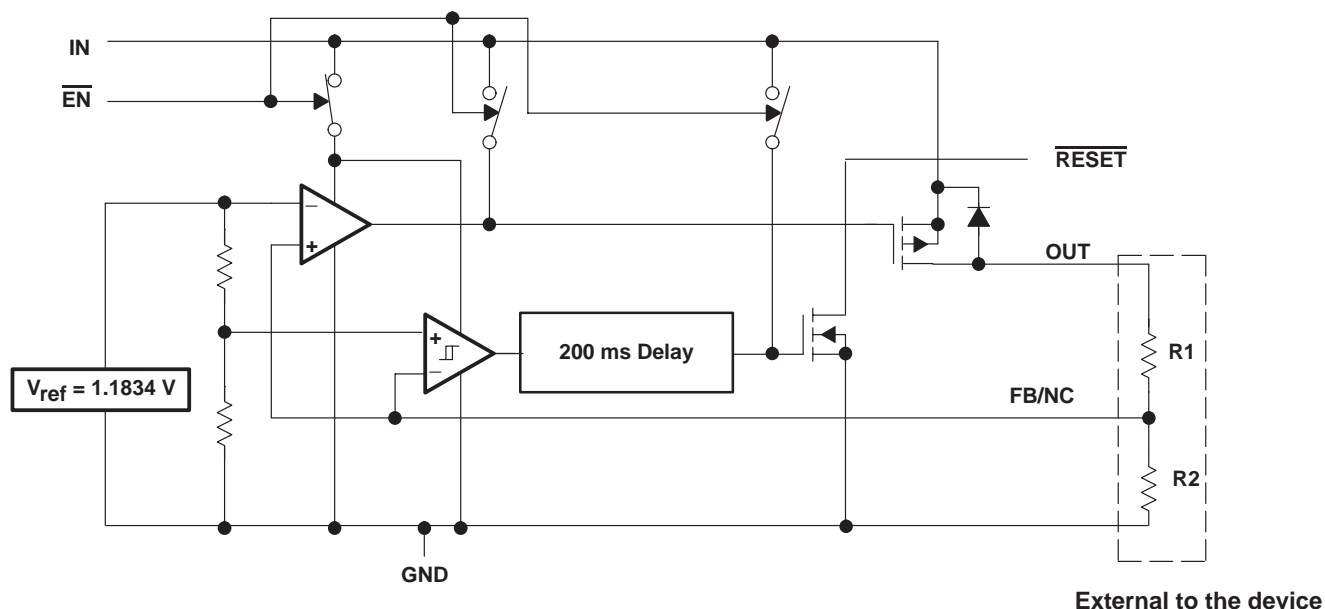 IN
EN
RESET
OUT
−
+
+
−
200 ms Delay
R1
Vref = 1.1834 V
FB/NC
R2
GND
External to the device